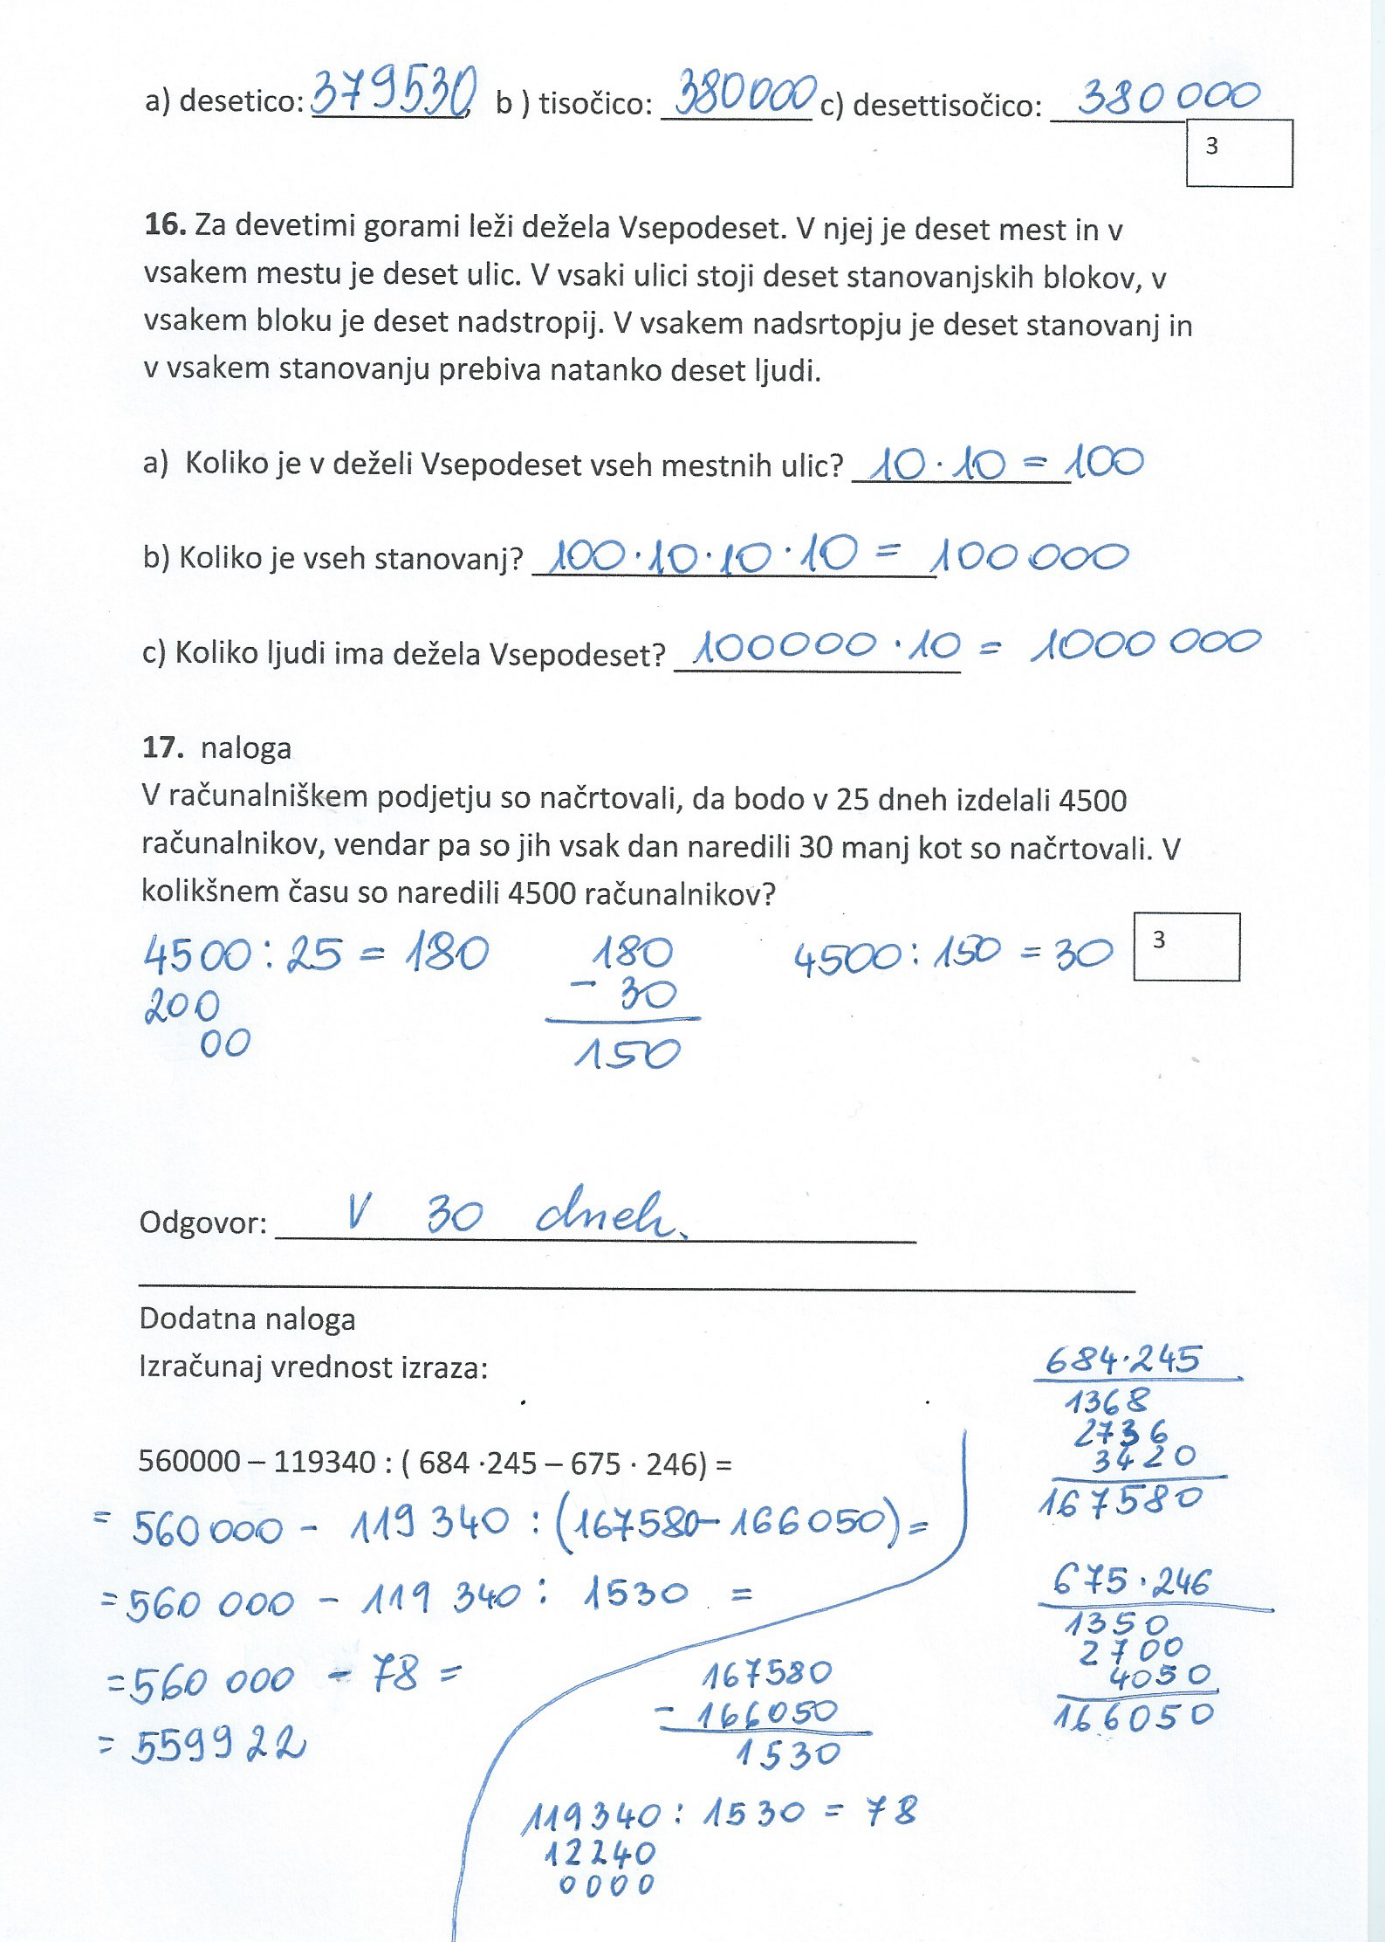 a) desetico: 379530, b ) tisočico: 380000 c) desettisočico: 380 000
3
16. Za devetimi gorami leži dežela Vsepodeset. V njej je deset mest in v
vsakem mestu je deset ulic. V vsaki ulici stoji deset stanovanjskih blokov, v
vsakem bloku je deset nadstropij. V vsakem nadsrtopju je deset stanovanj in
v vsakem stanovanju prebiva natanko deset ljudi.
a) Koliko je v deželi Vsepodeset vseh mestnih ulic? 10 · 10 = 100
b) Koliko je vseh stanovanj? 100 · 10 · 10 · 10 = 100 000
c) Koliko ljudi ima dežela Vsepodeset? 100000 · 10 = 1000 000
17. naloga
V računalniškem podjetju so načrtovali, da bodo v 25 dneh izdelali 4500
računalnikov, vendar pa so jih vsak dan naredili 30 manj kot so načrtovali. V
kolikšnem času so naredili 4500 računalnikov?
4500 : 25 = 180 180 4500 : 150 = 30 3
200 - 30
00 150
Odgovor: V 30 dneh.
Dodatna naloga
Izračunaj vrednost izraza:
560000 – 119340 : ( 684 ·245 – 675 · 246) =
= 560 000 - 119 340 : (167580 - 166050) =
= 560 000 - 119 340 : 1530 =
= 560 000 - 78 =
= 559922
684·245
1368
2736
3420
167580
675·246
1350
2700
4050
166050
167580
- 166050
1530
119340 : 1530 = 78
12240
0000